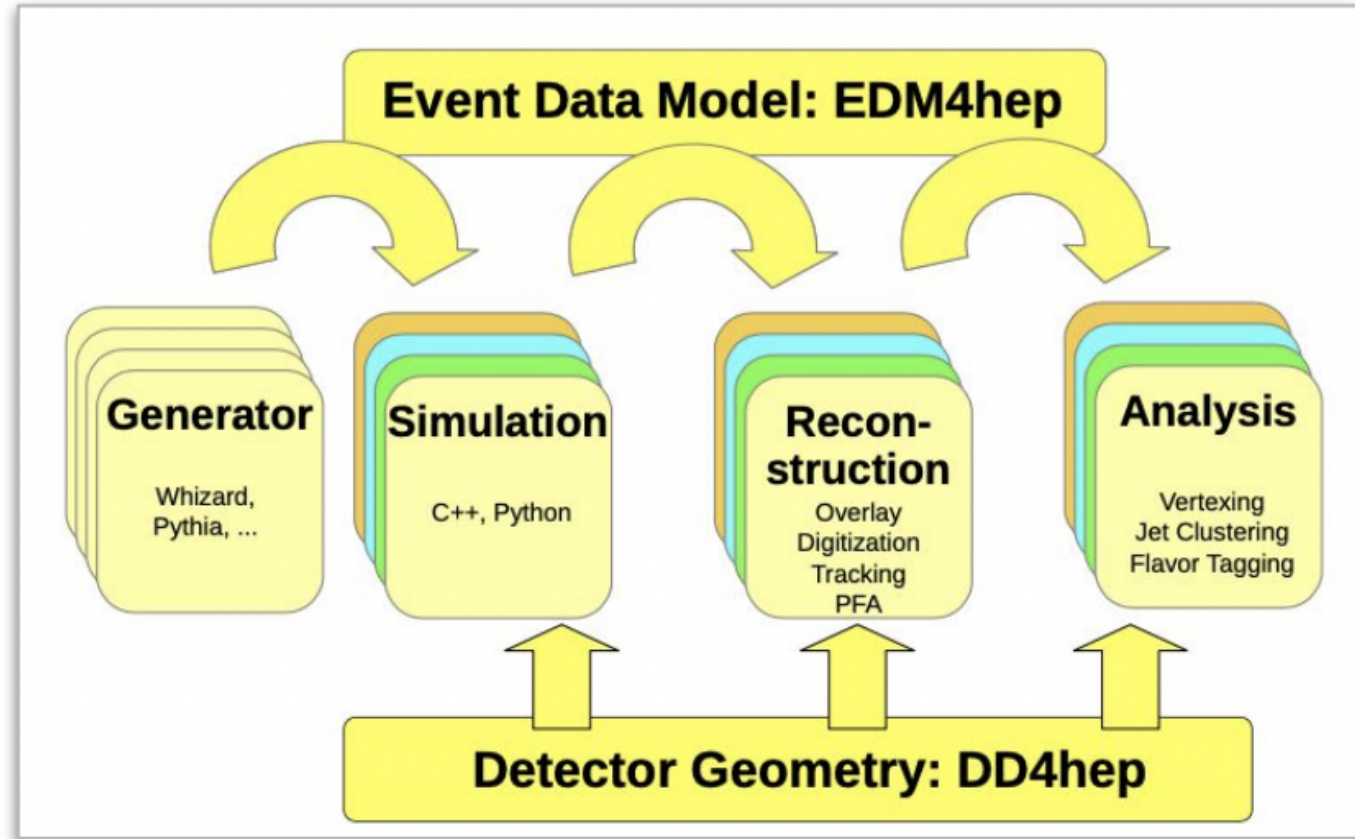 Event Data Model: EDM4hep
Generator
Whizard,
Pythia, ...
Simulation
C++, Python
Recon-
struction
Overlay
Digitization
Tracking
PFA
Analysis
Vertexing
Jet Clustering
Flavor Tagging
Detector Geometry: DD4hep